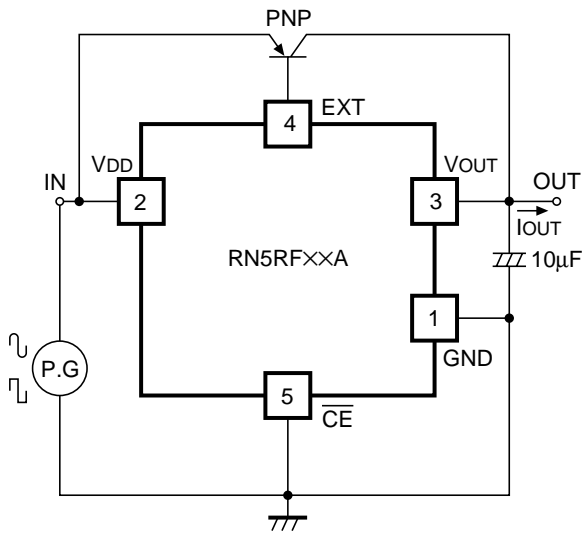 PNP
4
EXT
VDD
VOUT
IN
2
3
OUT
IOUT
RN5RF××A
10µF
1
GND
P.G
5
CE